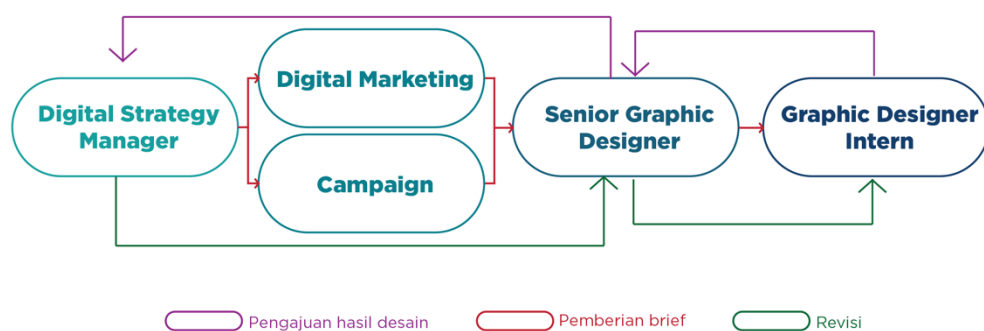 Digital Strategy
Manager
Digital Marketing
Campaign
Senior Graphic
Designer
Graphic Designer
Intern
Pengajuan hasil desain
Pemberian brief
Revisi